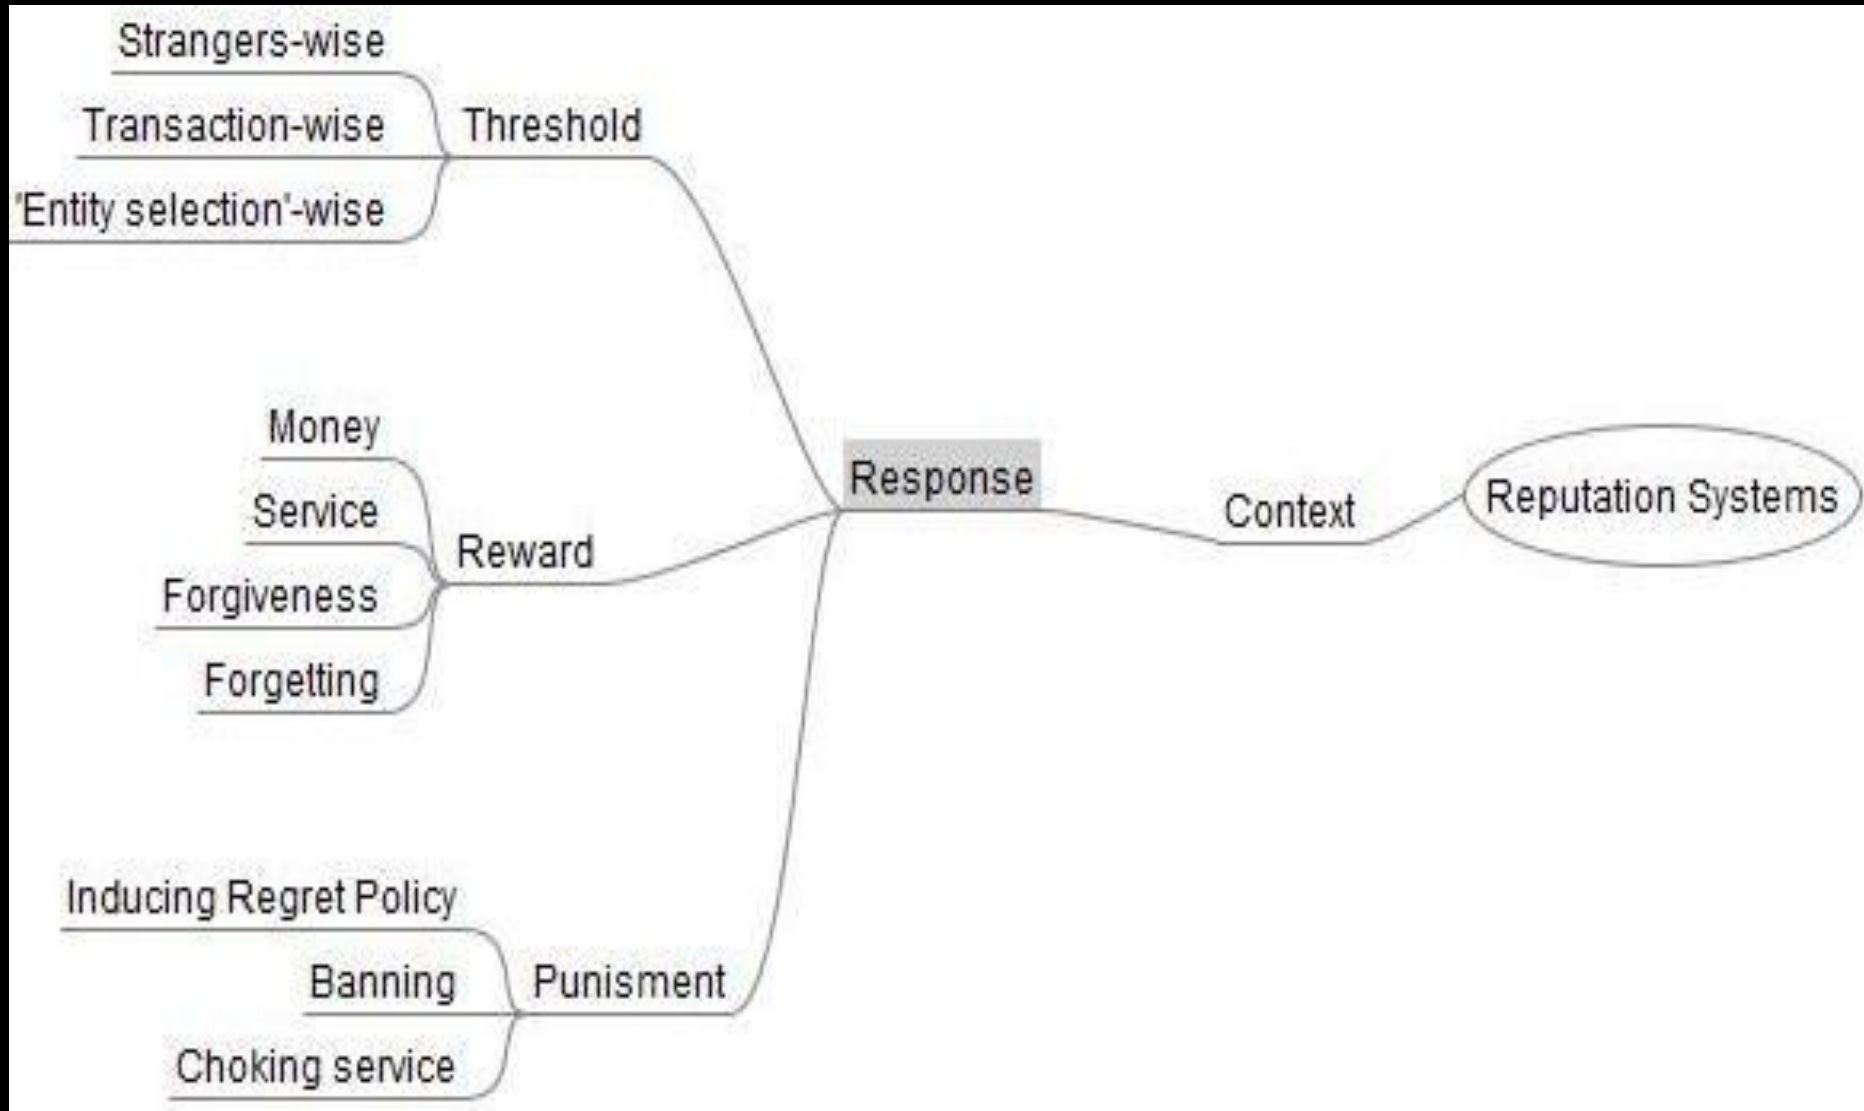 Strangers-wise
Transaction-wise
Threshold
'Entity selection'-wise
Money
Service
Reward
Forgiveness
Forgetting
Response
Context
Reputation Systems
Inducing Regret Policy
Banning
Punisment
Choking service